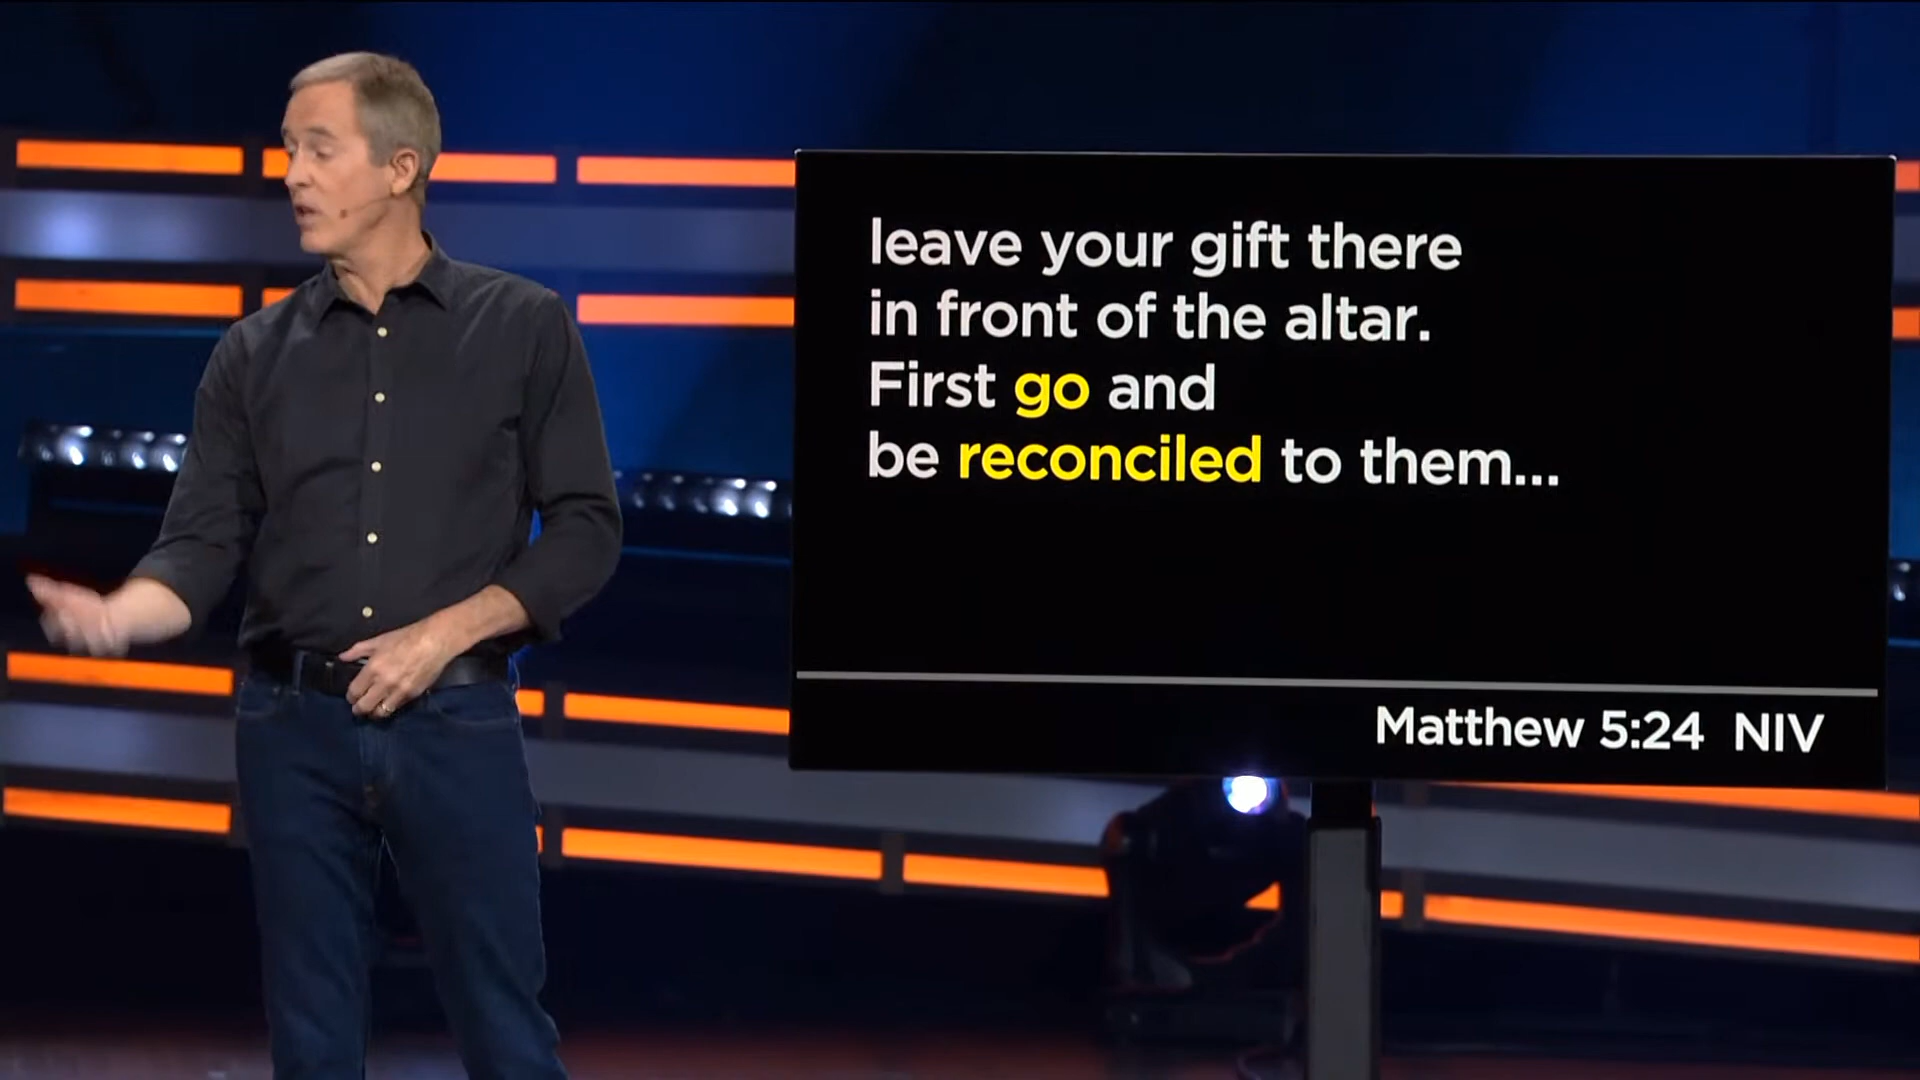 leave your gift there
in front of the altar.
First go and
be reconciled to them...
Matthew 5:24 NIV